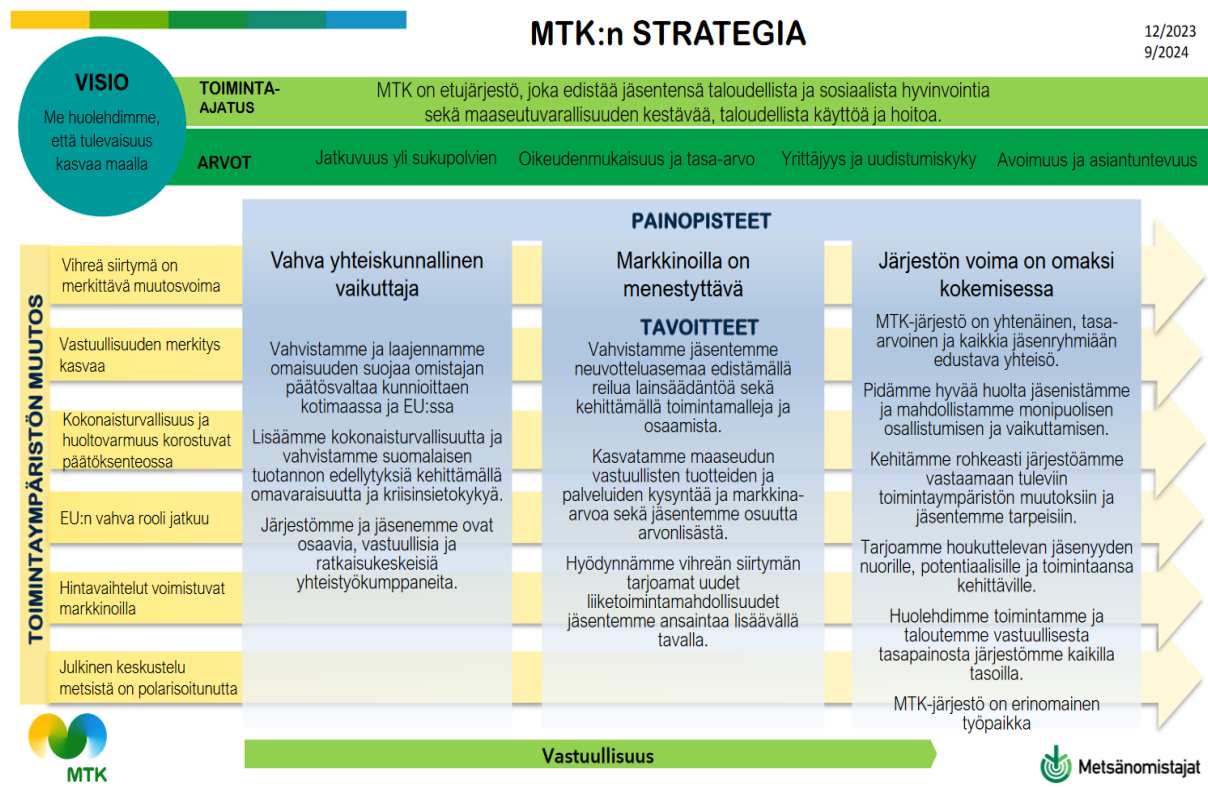 MTK:n STRATEGIA
12/2023
9/2024
VISIO
Me huolehdimme,
että tulevaisuus
kasvaa maalla
TOIMINTA-
AJATUS
MTK on etujärjestö, joka edistää jäsentensä taloudellista ja sosiaalista hyvinvointia
sekä maaseutuvarallisuuden kestävää, taloudellista käyttöä ja hoitoa.
ARVOT
Jatkuvuus yli sukupolvien
Oikeudenmukaisuus ja tasa-arvo
Yrittäjyys ja uudistumiskyky
Avoimuus ja asiantuntevuus
TOIMINTAYMPÄRISTÖN MUUTOS
Vihreä siirtymä on
merkittävä muutosvoima
Vastuullisuuden merkitys
kasvaa
Kokonaisturvallisuus ja
huoltovarmuus korostuvat
päätöksenteossa
EU:n vahva rooli jatkuu
Hintavaihtelut voimistuvat
markkinoilla
Julkinen keskustelu
metsistä on polarisoitunutta
PAINOPISTEET
Vahva yhteiskunnallinen
vaikuttaja
Vahvistamme ja laajennamme
omaisuuden suojaa omistajan
päätösvaltaa kunnioittaen
kotimaassa ja EU:ssa
Lisäämme kokonaisturvallisuutta ja
vahvistamme suomalaisen
tuotannon edellytyksiä kehittämällä
omavaraisuutta ja kriisinsietokykyä.
Järjestömme ja jäsenemme ovat
osaavia, vastuullisia ja
ratkaisukeskeisiä
yhteistyökumppaneita.
Markkinoilla on
menestyttävä
TAVOITTEET
Vahvistamme jäsentemme
neuvotteluasemaa edistämällä
reilua lainsäädäntöä sekä
kehittämällä toimintamalleja ja
osaamista.
Kasvatamme maaseudun
vastuullisten tuotteiden ja
palveluiden kysyntää ja markkina-
arvoa sekä jäsentemme osuutta
arvonlisästä.
Hyödynnämme vihreän siirtymän
tarjoamat uudet
liiketoimintamahdollisuudet
jäsentemme ansaintaa lisäävällä
tavalla.
Järjestön voima on omaksi
kokemisessa
MTK-järjestö on yhtenäinen, tasa-
arvoinen ja kaikkia jäsenryhmiään
edustava yhteisö.
Pidämme hyvää huolta jäsenistämme
ja mahdollistamme monipuolisen
osallistumisen ja vaikuttamisen.
Kehitämme rohkeasti järjestöämme
vastaamaan tuleviin
toimintaympäristön muutoksiin ja
jäsentemme tarpeisiin.
Tarjoamme houkuttelevan jäsenyyden
nuorille, potentiaalisille ja toimintaansa
kehittäville.
Huolehdimme toimintamme ja
taloutemme vastuullisesta
tasapainosta järjestömme kaikilla
tasoilla.
MTK-järjestö on erinomainen
työpaikka
Vastuullisuus
MTK
Metsänomistajat